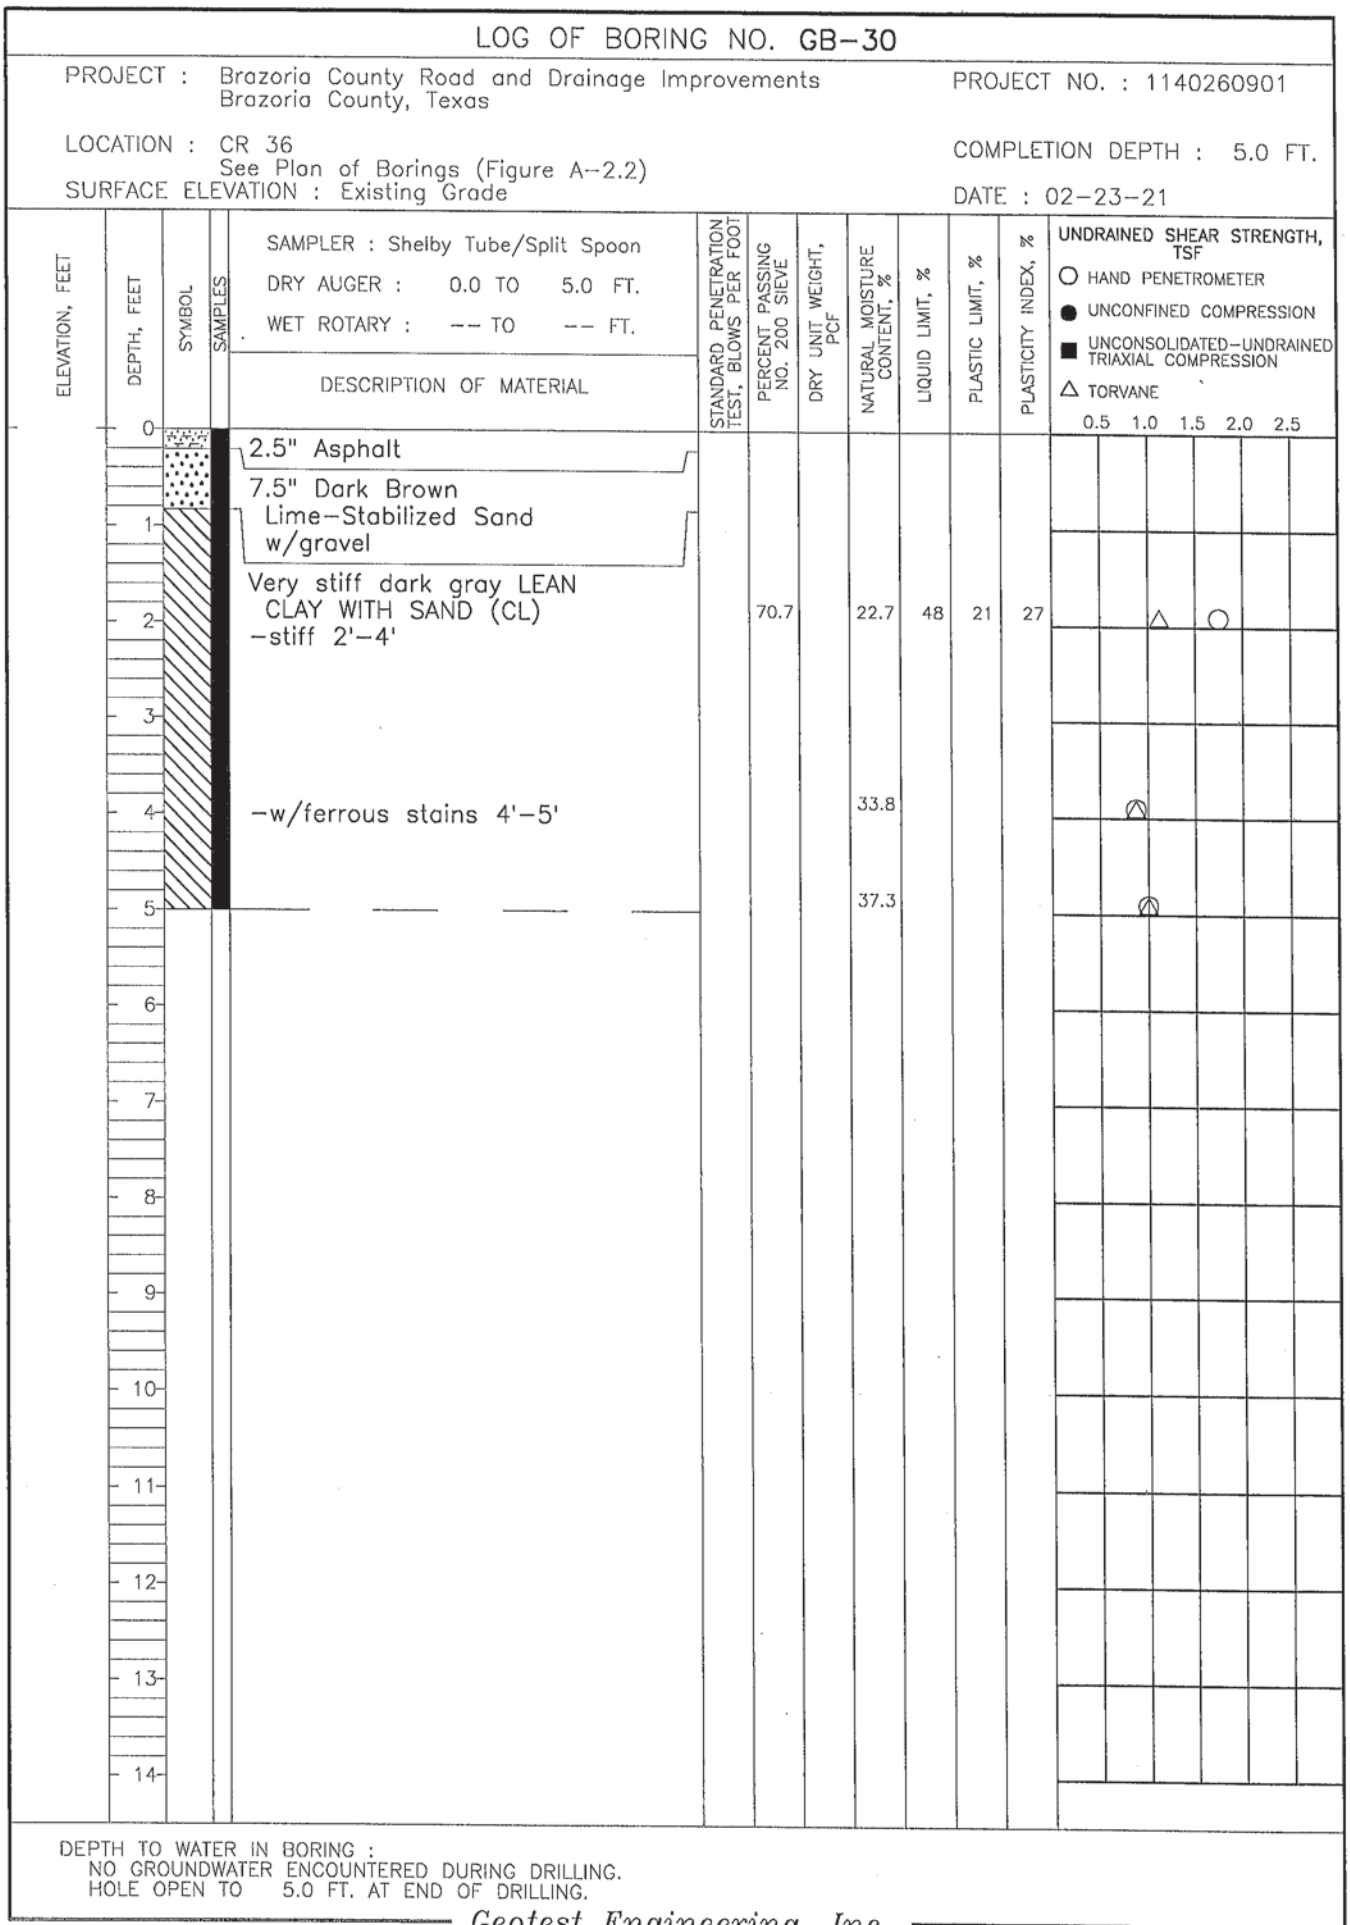 LOG OF BORING NO. GB-30
PROJECT : Brazoria County Road and Drainage Improvements
Brazoria County, Texas
PROJECT NO. : 1140260901
LOCATION : CR 36
See Plan of Borings (Figure A-2.2)
COMPLETION DEPTH : 5.0 FT.
SURFACE ELEVATION : Existing Grade
DATE : 02-23-21
ELEVATION, FEET
DEPTH, FEET
SYMBOL
SAMPLES
SAMPLER : Shelby Tube/Split Spoon
DRY AUGER : 0.0 TO 5.0 FT.
WET ROTARY : -- TO -- FT.
DESCRIPTION OF MATERIAL
STANDARD PENETRATION
TEST, BLOWS PER FOOT
PERCENT PASSING
NO. 200 SIEVE
DRY UNIT WEIGHT,
PCF
NATURAL MOISTURE
CONTENT, %
LIQUID LIMIT, %
PLASTIC LIMIT, %
PLASTICITY INDEX, %
UNDRAINED SHEAR STRENGTH,
TSF
HAND PENETROMETER
UNCONFINED COMPRESSION
UNCONSOLIDATED-UNDRAINED
TRIAXIAL COMPRESSION
TORVANE
0.5 1.0 1.5 2.0 2.5
0
2.5" Asphalt
7.5" Dark Brown
Lime-Stabilized Sand
1
w/gravel
Very stiff dark gray LEAN
CLAY WITH SAND (CL)
2 70.7 22.7 48 21 27
-stiff 2'-4'
3
4 -w/ferrous stains 4'-5' 33.8
5 37.3
6
7
8
9
10
11
12
13
14
DEPTH TO WATER IN BORING :
NO GROUNDWATER ENCOUNTERED DURING DRILLING.
HOLE OPEN TO 5.0 FT. AT END OF DRILLING.
Geotest Engineering, Inc.